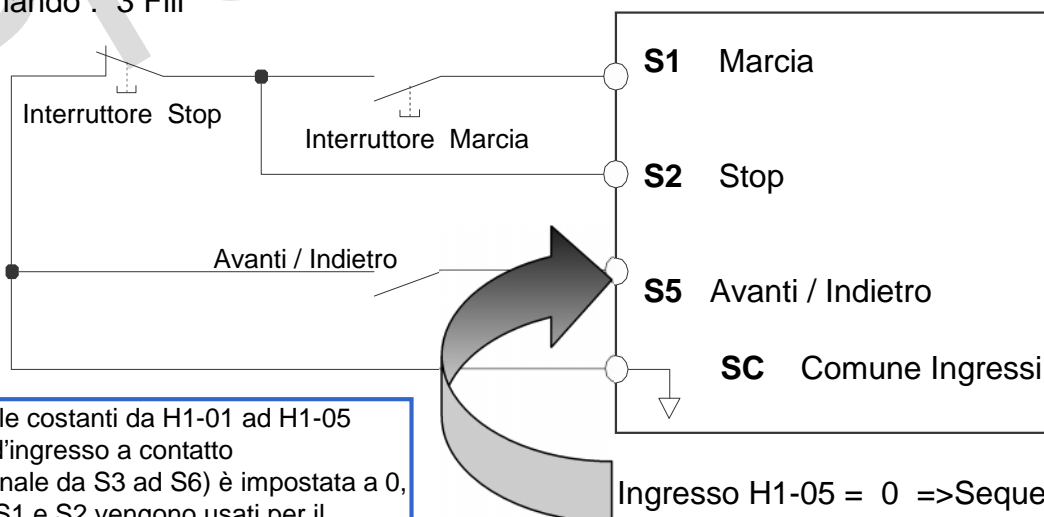 3 Fili
S1 Marcia
Interruttore Stop
Interruttore Marcia
S2 Stop
Avanti / Indietro
S5 Avanti / Indietro
SC Comune Ingressi
le costanti da H1-01 ad H1-05
d'ingresso a contatto
da S3 ad S6) è impostata a 0,
S1 e S2 vengono usati per il
Ingresso H1-05 = 0 =>